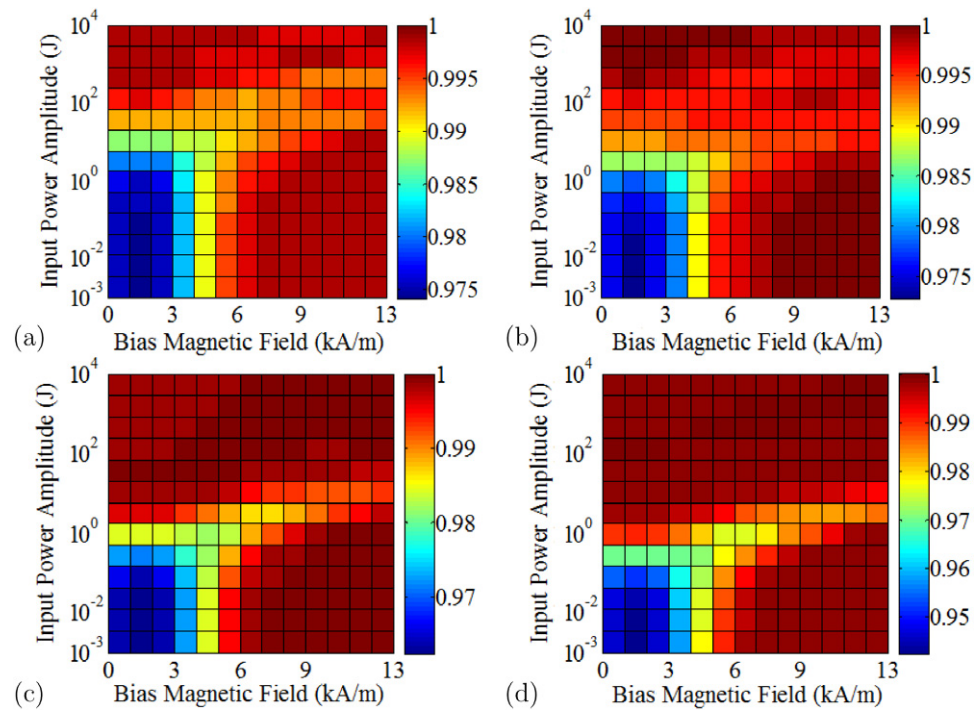 10^4
10^2
10^0
10^-2
10^-3
Input Power Amplitude (J)
0 3 6 9 13
Bias Magnetic Field (kA/m)
1
0.995
0.99
0.985
0.98
0.975
(a)
10^4
10^2
10^0
10^-2
10^-3
Input Power Amplitude (J)
0 3 6 9 13
Bias Magnetic Field (kA/m)
1
0.995
0.99
0.985
0.98
0.975
(b)
10^4
10^2
10^0
10^-2
10^-3
Input Power Amplitude (J)
0 3 6 9 13
Bias Magnetic Field (kA/m)
1
0.99
0.98
0.97
(c)
10^4
10^2
10^0
10^-2
10^-3
Input Power Amplitude (J)
0 3 6 9 13
Bias Magnetic Field (kA/m)
1
0.99
0.98
0.97
0.96
0.95
(d)